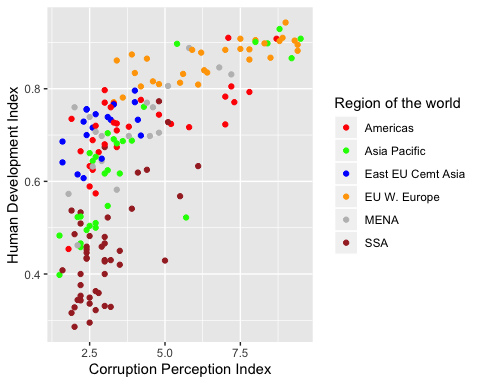 Human Development Index
0.8
0.6
0.4
2.5 5.0 7.5
Corruption Perception Index
Region of the world
Americas
Asia Pacific
East EU Cemt Asia
EU W. Europe
MENA
SSA